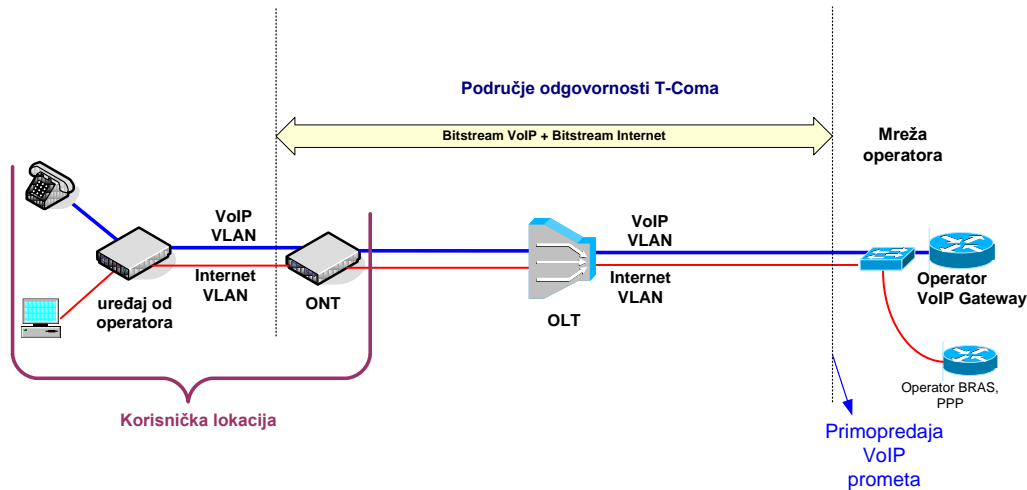 Područje odgovornosti T-Coma
Bitstream VoIP + Bitstream Internet
Mreža
operatora
VoIP
VLAN
Internet
VLAN
uređaj od
operatora
ONT
OLT
VoIP
VLAN
Internet
VLAN
Operator
VoIP Gateway
Operator BRAS,
PPP
Korisnička lokacija
Primopredaja
VoIP
prometa